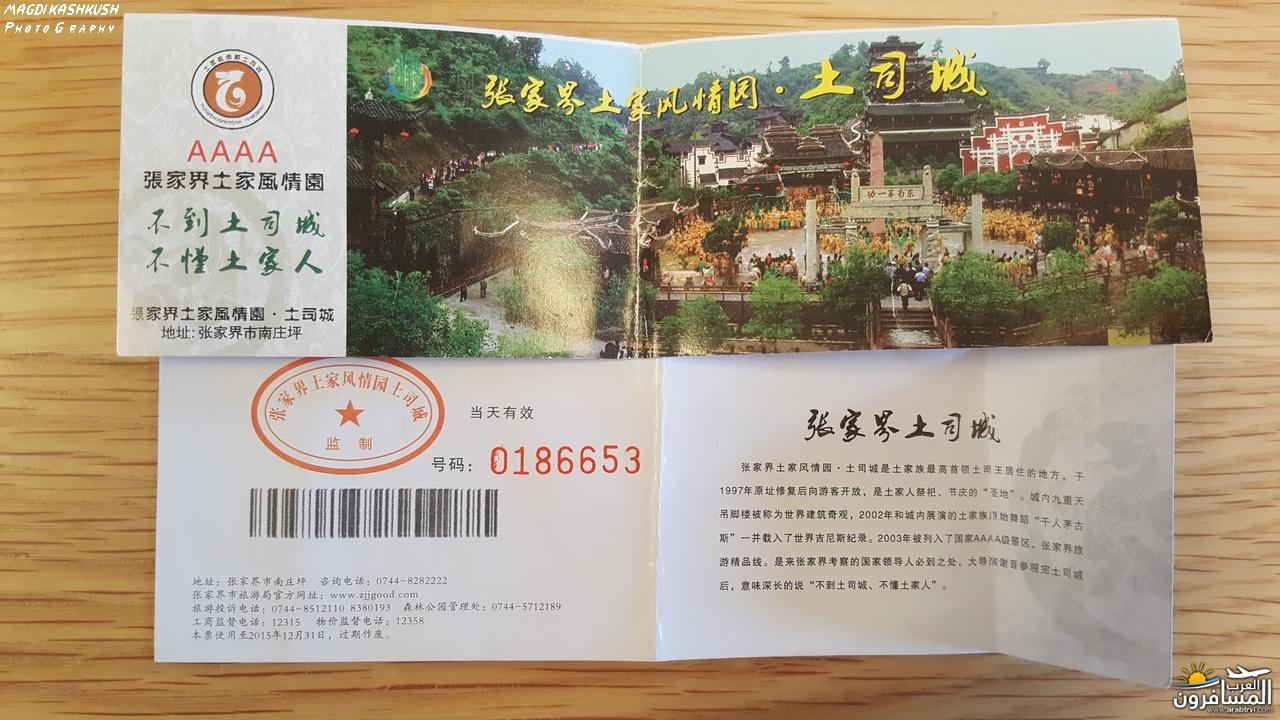 MAGDI KASHKUSH
PHOTOGRAPHY
AAAA
張家界土家風情園
不到土司城
不懂土家人
張家界土家風情園·土司城
地址:张家界市南庄坪
张家界土家风情园·土司城
张家界土家风情园土司城
监 制
当天有效
号码: 0186653
地址: 张家界市南庄坪 咨询电话: 0744-8282222
张家界市旅游局官方网址: www.zjjgood.com
旅游投诉电话: 0744-8512110 8380193 森林公园管理处: 0744-5712189
工商监督电话: 12315 物价监督电话: 12358
本票使用至2015年12月31日, 过期作废。
张家界土司城
张家界土家风情园·土司城是土家族最高首领土司王居住的地方, 于
1997年原址修复后向游客开放, 是土家人祭祀、节庆的“圣地”。城内九重天
吊脚楼被称为世界建筑奇观, 2002年和城内展演的土家族原始舞蹈“千人茅古
斯”一并载入了世界吉尼斯纪录。2003年被列入了国家AAAA级景区、张家界旅
游精品线。是来张家界考察的国家领导人必到之处, 大导演谢晋参观完土司城
后, 意味深长的说“不到土司城、不懂土家人”。
المسافرون العرب
www.arabtrvl.com